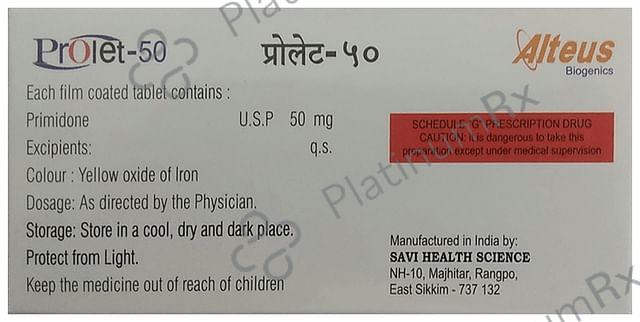 Prolet-50
प्रोलेट-५०
Alteus
Biogenics
Each film coated tablet contains :
Primidone U.S.P 50 mg
Excipients: q.s.
Colour : Yellow oxide of Iron
Dosage: As directed by the Physician.
Storage: Store in a cool, dry and dark place.
Protect from Light.
Keep the medicine out of reach of children
SCHEDULE 'G' PRESCRIPTION DRUG
CAUTION: It is dangerous to take this
preparation except under medical supervision
Manufactured in India by:
SAVI HEALTH SCIENCE
NH-10, Majhitar, Rangpo,
East Sikkim - 737 132
PlatinumRx
PlatinumRx